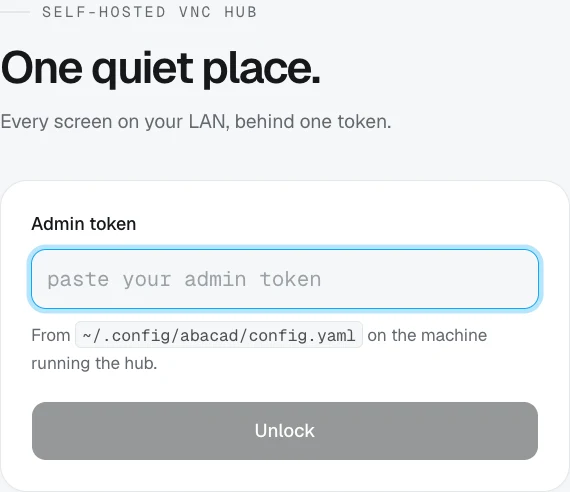 SELF-HOSTED VNC HUB
One quiet place.
Every screen on your LAN, behind one token.
Admin token
paste your admin token
From ~/.config/abacad/config.yaml on the machine
running the hub.
Unlock